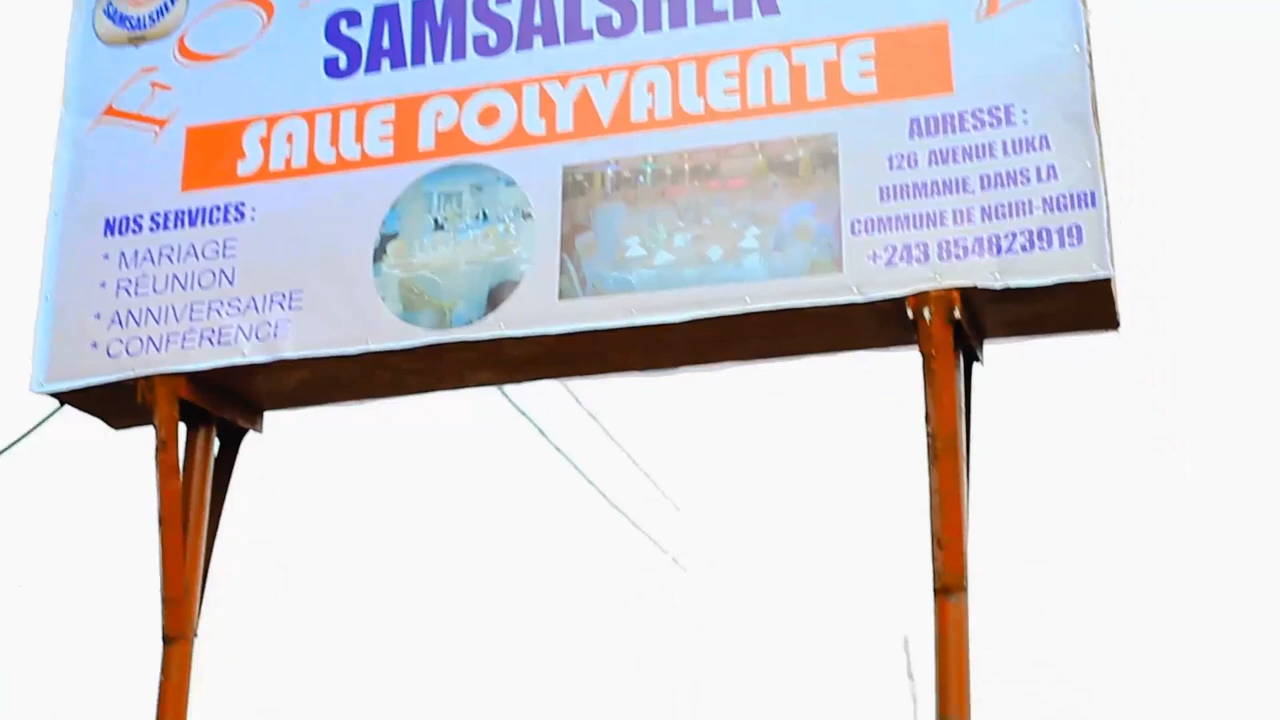 SAMSALSHER
SAMSALSHER
SALLE POLYVALENTE
NOS SERVICES :
* MARIAGE
* RÉUNION
* ANNIVERSAIRE
* CONFÉRENCE
ADRESSE :
126 AVENUE LUKA
BIRMANIE, DANS LA
COMMUNE DE NGIRI-NGIRI
+243 854823919